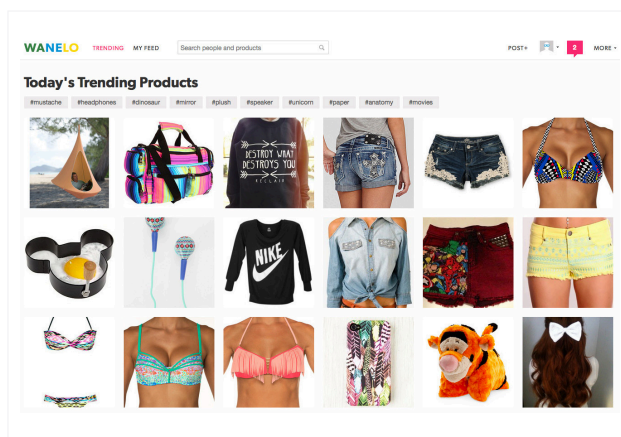 WANELO TRENDING MY FEED Search people and products POST+ 2 MORE
Today's Trending Products
#mustache #headphones #dinosaur #mirror #plush #speaker #unicorn #paper #anatomy #movies
DESTROY WHAT
DESTROYS YOU
NIKE